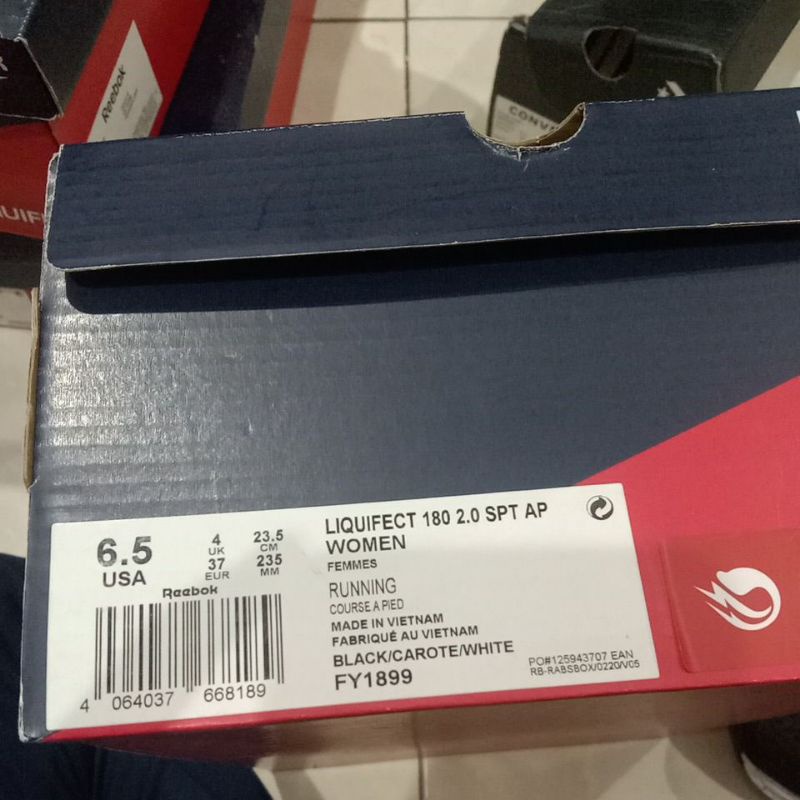 Reebok
CONV
6.5
USA
4
UK
37
EUR
23.5
CM
235
MM
Reebok
4 064037 668189
LIQUIFECT 180 2.0 SPT AP
WOMEN
FEMMES
RUNNING
COURSE A PIED
MADE IN VIETNAM
FABRIQUÉ AU VIETNAM
BLACK/CAROTE/WHITE
FY1899
PO#125943707 EAN
RB-RABSBOX/0220/V05